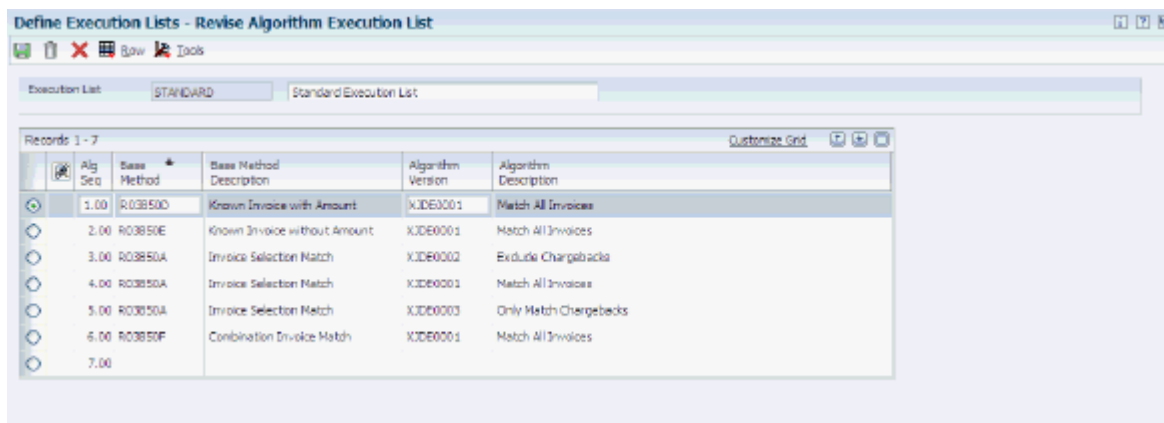 Define Execution Lists - Revise Algorithm Execution List
Row Tools
Execution List STANDARD Standard Execution List
Records 1 - 7 Customize Grid
Alg Seq Base Method Base Method Description Algorithm Version Algorithm Description
1.00 R03B50D Known Invoice with Amount XJDE0001 Match All Invoices
2.00 R03B50E Known Invoice without Amount XJDE0001 Match All Invoices
3.00 R03B50A Invoice Selection Match XJDE0002 Exclude Chargebacks
4.00 R03B50A Invoice Selection Match XJDE0001 Match All Invoices
5.00 R03B50A Invoice Selection Match XJDE0003 Only Match Chargebacks
6.00 R03B50F Combination Invoice Match XJDE0001 Match All Invoices
7.00